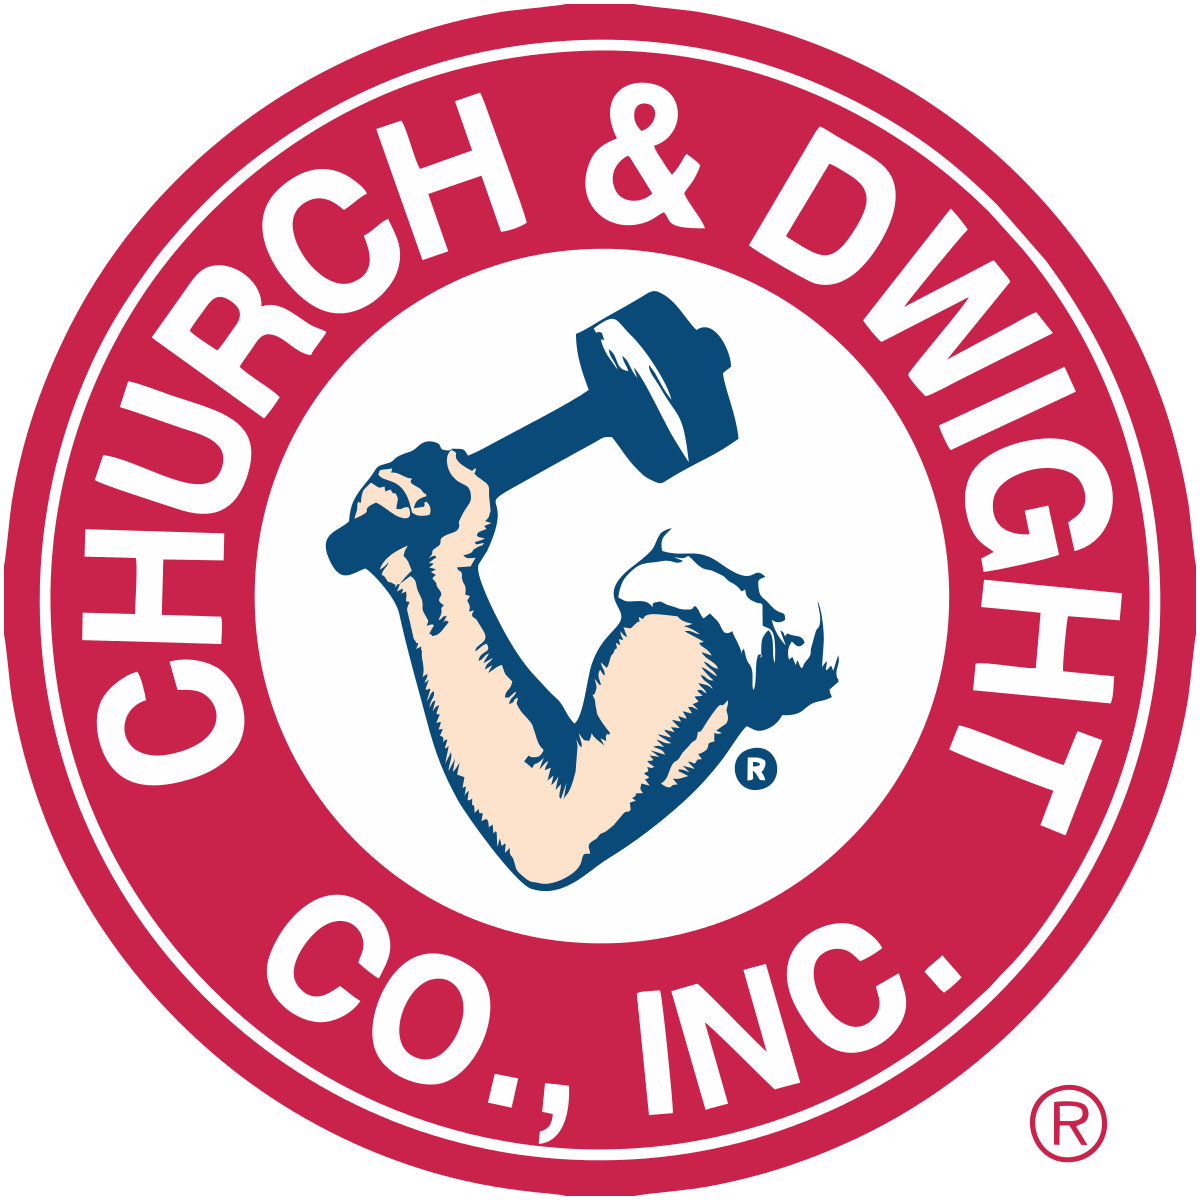 CHURCH & DWIGHT
CO., INC.
®
®